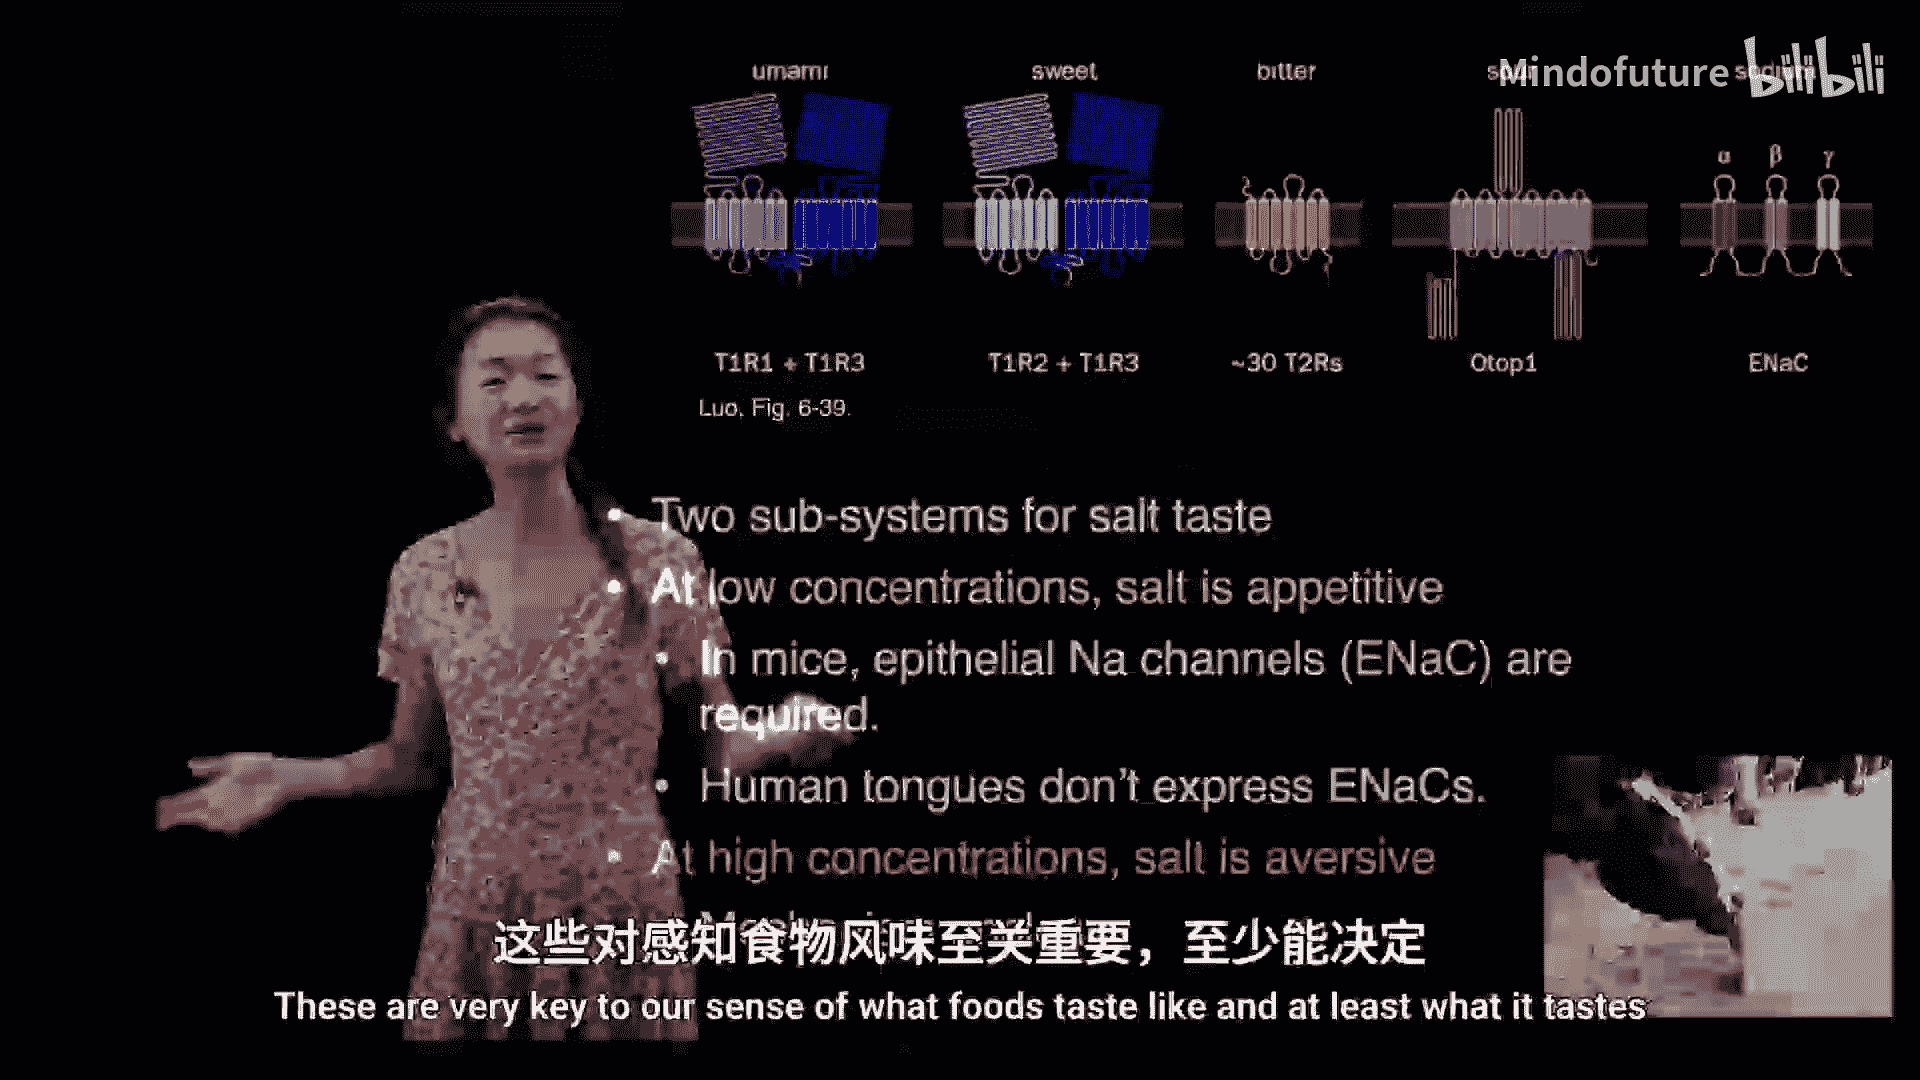 Mindofuture bilibili
umami sweet bitter sour sodium
α β γ
T1R1 + T1R3 T1R2 + T1R3 ~30 T2Rs Otop1 ENaC
Luo, Fig. 6-39.
• Two sub-systems for salt taste
• At low concentrations, salt is appetitive
• In mice, epithelial Na channels (ENaC) are
required.
• Human tongues don't express ENaCs.
• At high concentrations, salt is aversive
这些对感知食物风味至关重要，至少能决定
These are very key to our sense of what foods taste like and at least what it tastes